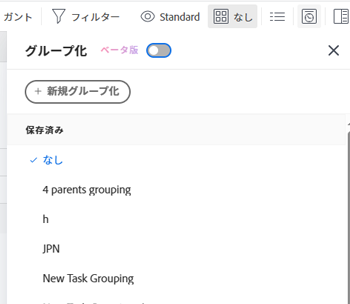 ガント フィルター Standard なし
グループ化 ベータ版
+ 新規グループ化
保存済み
なし
4 parents grouping
h
JPN
New Task Grouping